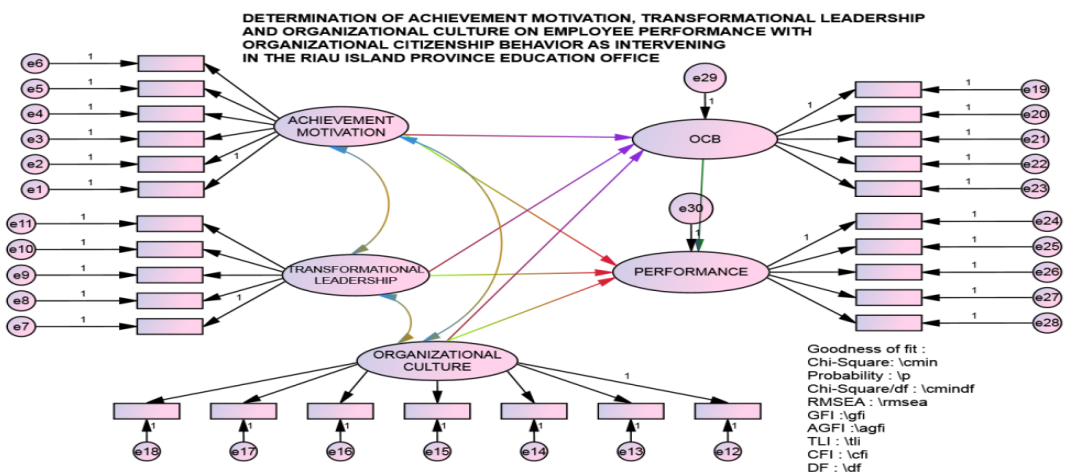 DETERMINATION OF ACHIEVEMENT MOTIVATION, TRANSFORMATIONAL LEADERSHIP
AND ORGANIZATIONAL CULTURE ON EMPLOYEE PERFORMANCE WITH
ORGANIZATIONAL CITIZENSHIP BEHAVIOR AS INTERVENING
IN THE RIAU ISLAND PROVINCE EDUCATION OFFICE
e6
1
e5
1
e4
1
e3
1
e2
1
e1
1
1
ACHIEVEMENT
MOTIVATION
e11
1
e10
1
e9
1
e8
1
e7
1
1
TRANSFORMATIONAL
LEADERSHIP
ORGANIZATIONAL
CULTURE
1
1
1
1
1
1
1
1
e18
e17
e16
e15
e14
e13
e12
e29
1
OCB
1
1
e19
1
e20
1
e21
1
e22
1
e23
e30
1
PERFORMANCE
1
1
e24
1
e25
1
e26
1
e27
1
e28
Goodness of fit :
Chi-Square: \cmin
Probability : \p
Chi-Square/df : \cmindf
RMSEA : \rmsea
GFI :\gfi
AGFI :\agfi
TLI : \tli
CFI : \cfi
DF : \df